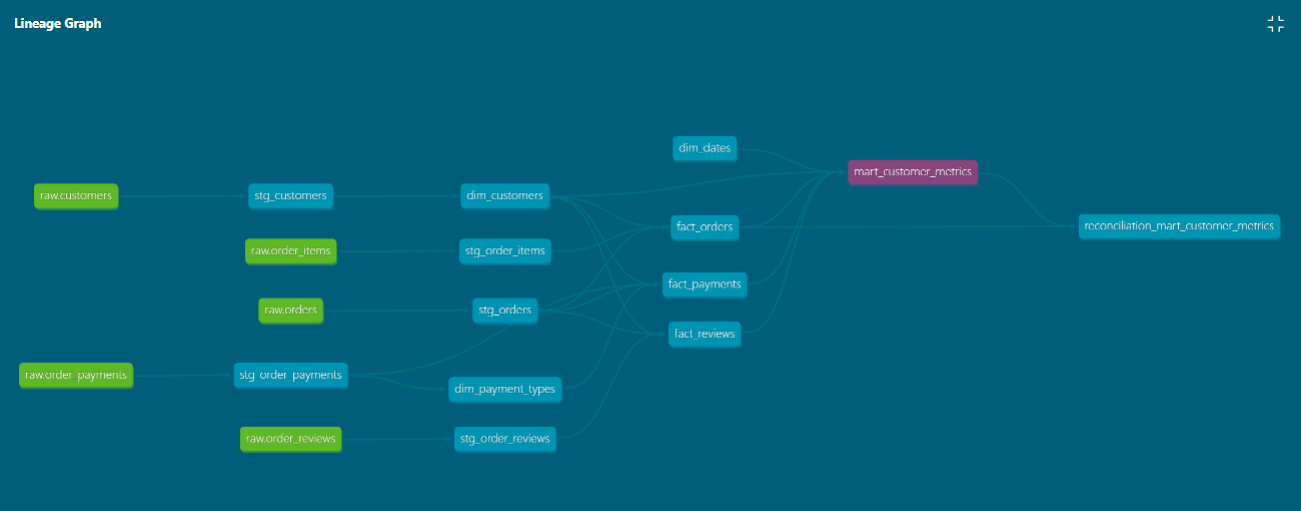 Lineage Graph
dim_dates
mart_customer_metrics
raw.customers
stg_customers
dim_customers
fact_orders
reconciliation_mart_customer_metrics
raw.order_items
stg_order_items
fact_payments
raw.orders
stg_orders
fact_reviews
raw.order_payments
stg_order_payments
dim_payment_types
raw.order_reviews
stg_order_reviews